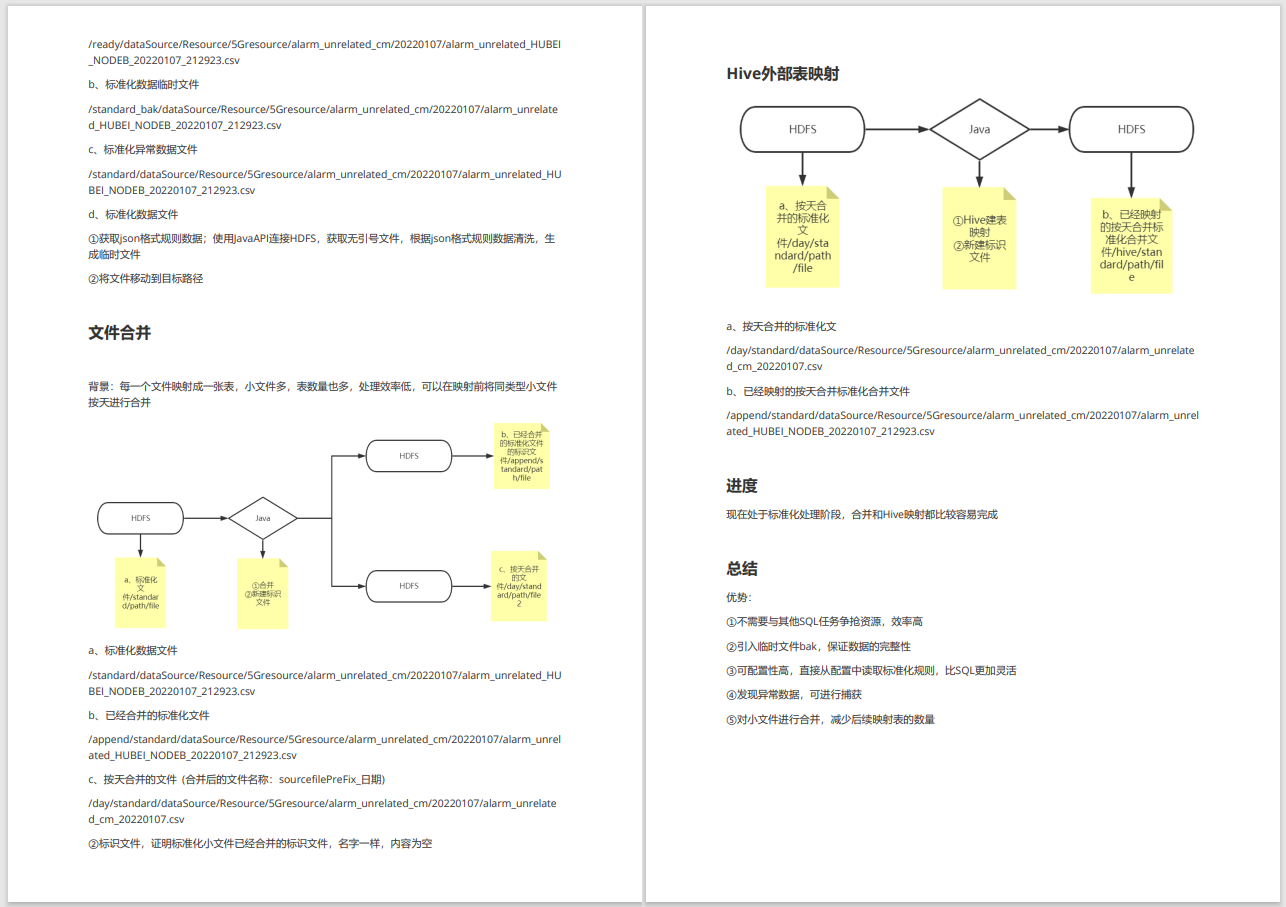 /ready/dataSource/Resource/5Gresource/alarm_unrelated_cm/20220107/alarm_unrelated_HUBEI
_NODEB_20220107_212923.csv
b、标准化数据临时文件
/standard_bak/dataSource/Resource/5Gresource/alarm_unrelated_cm/20220107/alarm_unrelate
d_HUBEI_NODEB_20220107_212923.csv
c、标准化异常数据文件
/standard/dataSource/Resource/5Gresource/alarm_unrelated_cm/20220107/alarm_unrelated_HU
BEI_NODEB_20220107_212923.csv
d、标准化数据文件
①获取json格式规则数据；使用JavaAPI连接HDFS，获取无引号文件，根据json格式规则数据清洗，生
成临时文件
②将文件移动到目标路径
文件合并
背景：每一个文件映射成一张表，小文件多，表数量也多，处理效率低，可以在映射前将同类型小文件
按天进行合并
b、已经合并
的标准化文件
的标识文
件/append/s
tandard/pat
h/file
HDFS
HDFS
Java
a、标准化
文
件/standar
d/path/file
①合并
②新建标识
文件
HDFS
c、按天合并
的文
件/day/stand
ard/path/file
2
a、标准化数据文件
/standard/dataSource/Resource/5Gresource/alarm_unrelated_cm/20220107/alarm_unrelated_HU
BEI_NODEB_20220107_212923.csv
b、已经合并的标准化文件
/append/standard/dataSource/Resource/5Gresource/alarm_unrelated_cm/20220107/alarm_unrel
ated_HUBEI_NODEB_20220107_212923.csv
c、按天合并的文件（合并后的文件名称：sourcefilePreFix_日期)
/day/standard/dataSource/Resource/5Gresource/alarm_unrelated_cm/20220107/alarm_unrelate
d_cm_20220107.csv
②标识文件，证明标准化小文件已经合并的标识文件，名字一样，内容为空
Hive外部表映射
HDFS
Java
HDFS
a、按天合
并的标准化
文
件/day/sta
ndard/path
/file
①Hive建表
映射
②新建标识
文件
b、已经映射
的按天合并标
准化合并文
件/hive/stan
dard/path/fil
e
a、按天合并的标准化文
/day/standard/dataSource/Resource/5Gresource/alarm_unrelated_cm/20220107/alarm_unrelate
d_cm_20220107.csv
b、已经映射的按天合并标准化合并文件
/append/standard/dataSource/Resource/5Gresource/alarm_unrelated_cm/20220107/alarm_unrel
ated_HUBEI_NODEB_20220107_212923.csv
进度
现在处于标准化处理阶段，合并和Hive映射都比较容易完成
总结
优势：
①不需要与其他SQL任务争抢资源，效率高
②引入临时文件bak，保证数据的完整性
③可配置性高，直接从配置中读取标准化规则，比SQL更加灵活
④发现异常数据，可进行捕获
⑤对小文件进行合并，减少后续映射表的数量